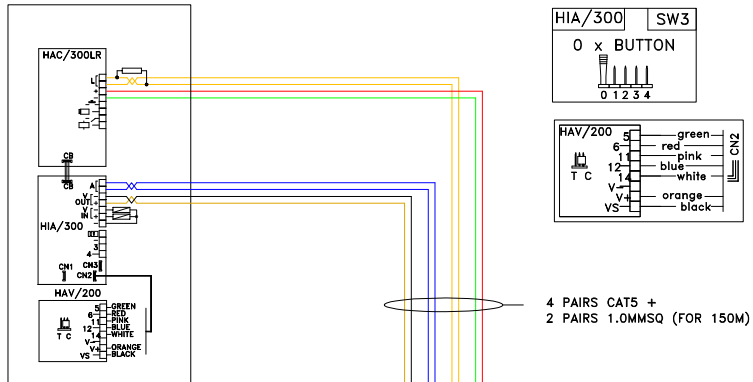 HAC/300LR
L
+
-
CB
CB
A
V
OUT
-
+
V
IN
+
-
HIA/300
-
3
4
CM3
CM1
CN2
HAV/200
5 GREEN
6 RED
11 PINK
12 BLUE
14 WHITE
V-
V+ ORANGE
VS BLACK
T C
HIA/300 SW3
0 x BUTTON
0 1 2 3 4
HAV/200
5 green
6 red
11 pink
12 blue
14 white
V-
V+ orange
VS black
T C
CN2
4 PAIRS CAT5 +
2 PAIRS 1.0MMSQ (FOR 150M)